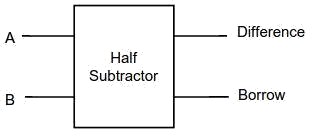 A
Half
Subtractor
Difference
B
Borrow